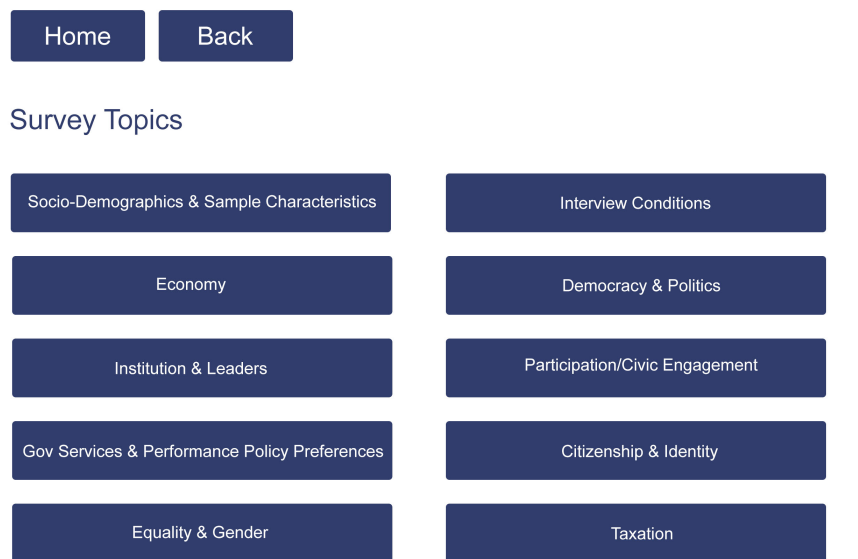 Home Back
Survey Topics
Socio-Demographics & Sample Characteristics
Interview Conditions
Economy
Democracy & Politics
Institution & Leaders
Participation/Civic Engagement
Gov Services & Performance Policy Preferences
Citizenship & Identity
Equality & Gender
Taxation